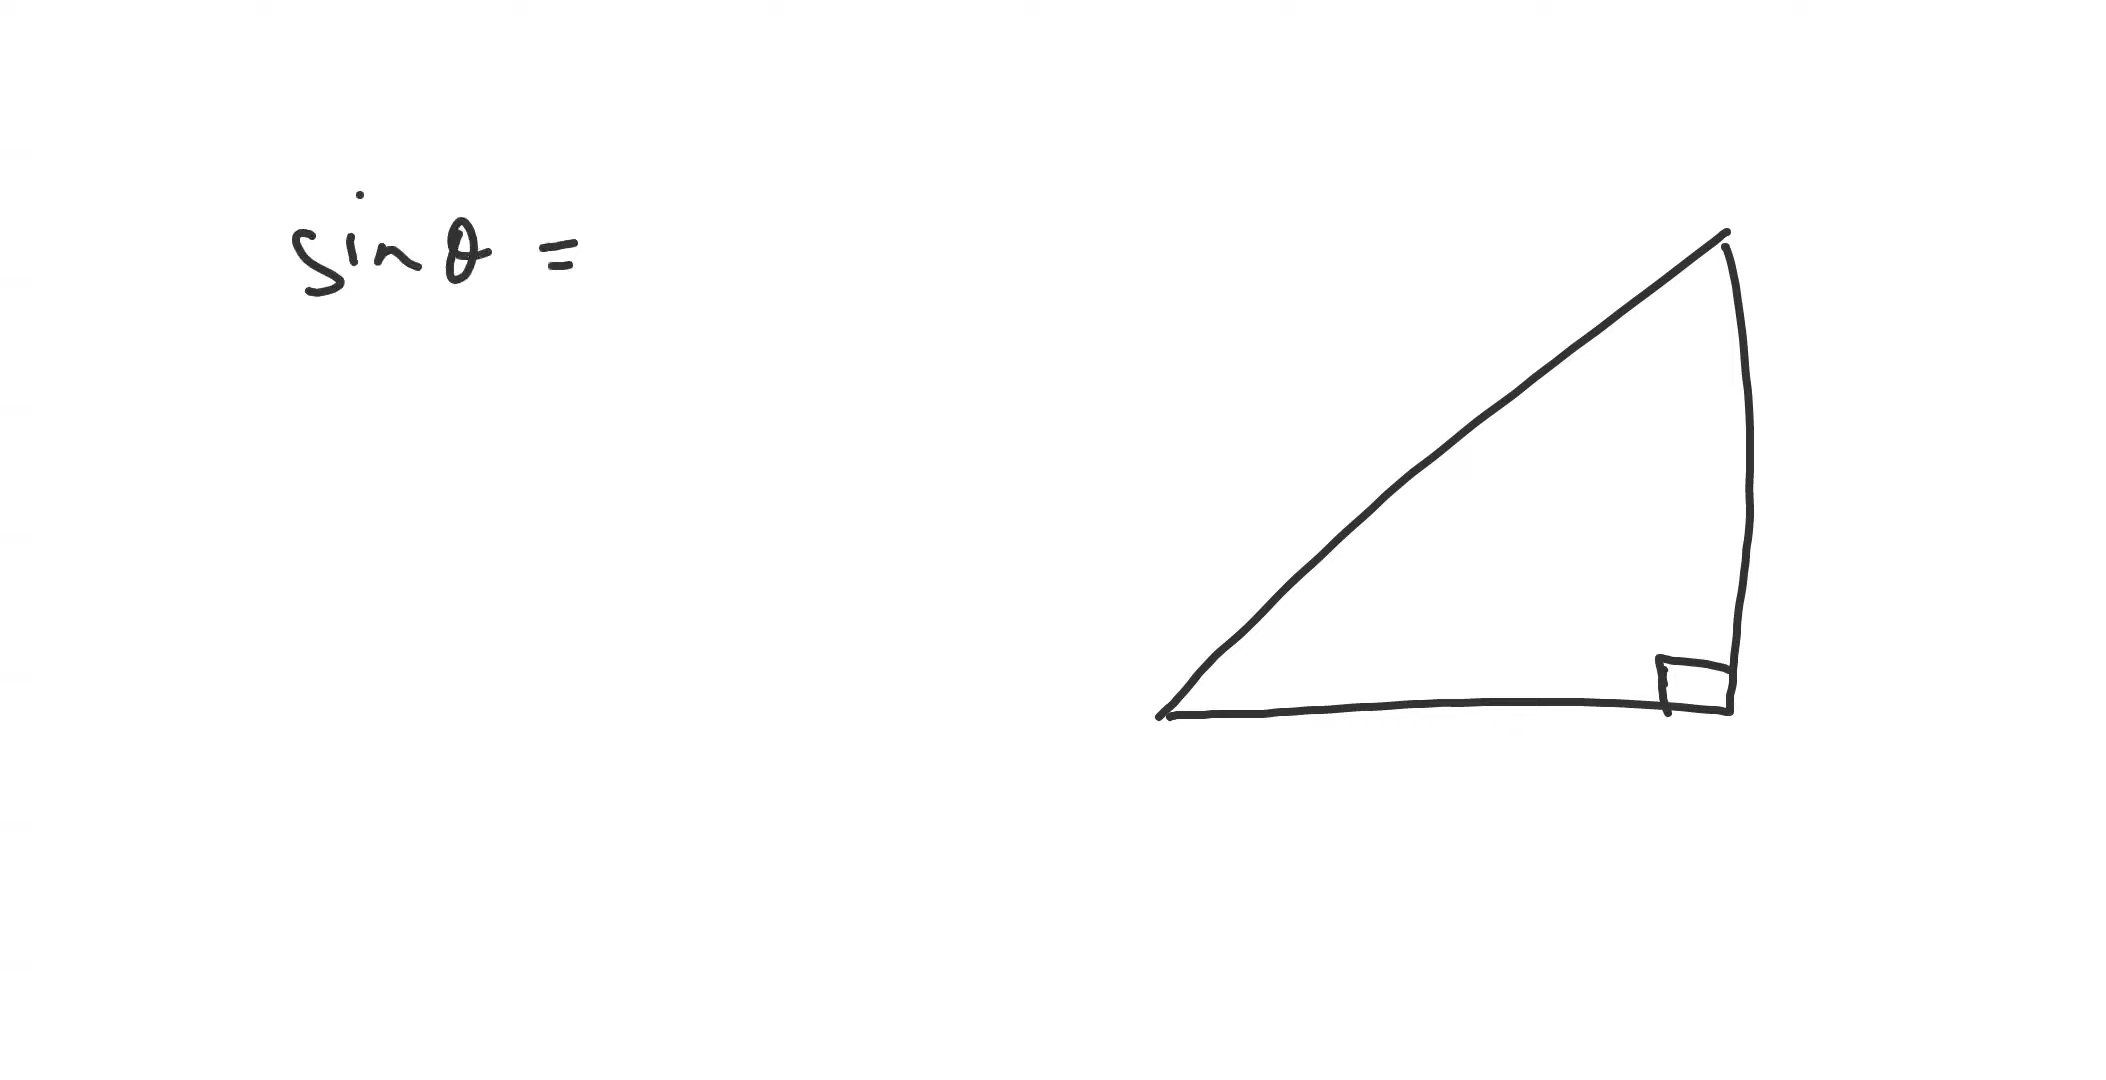 sin θ =